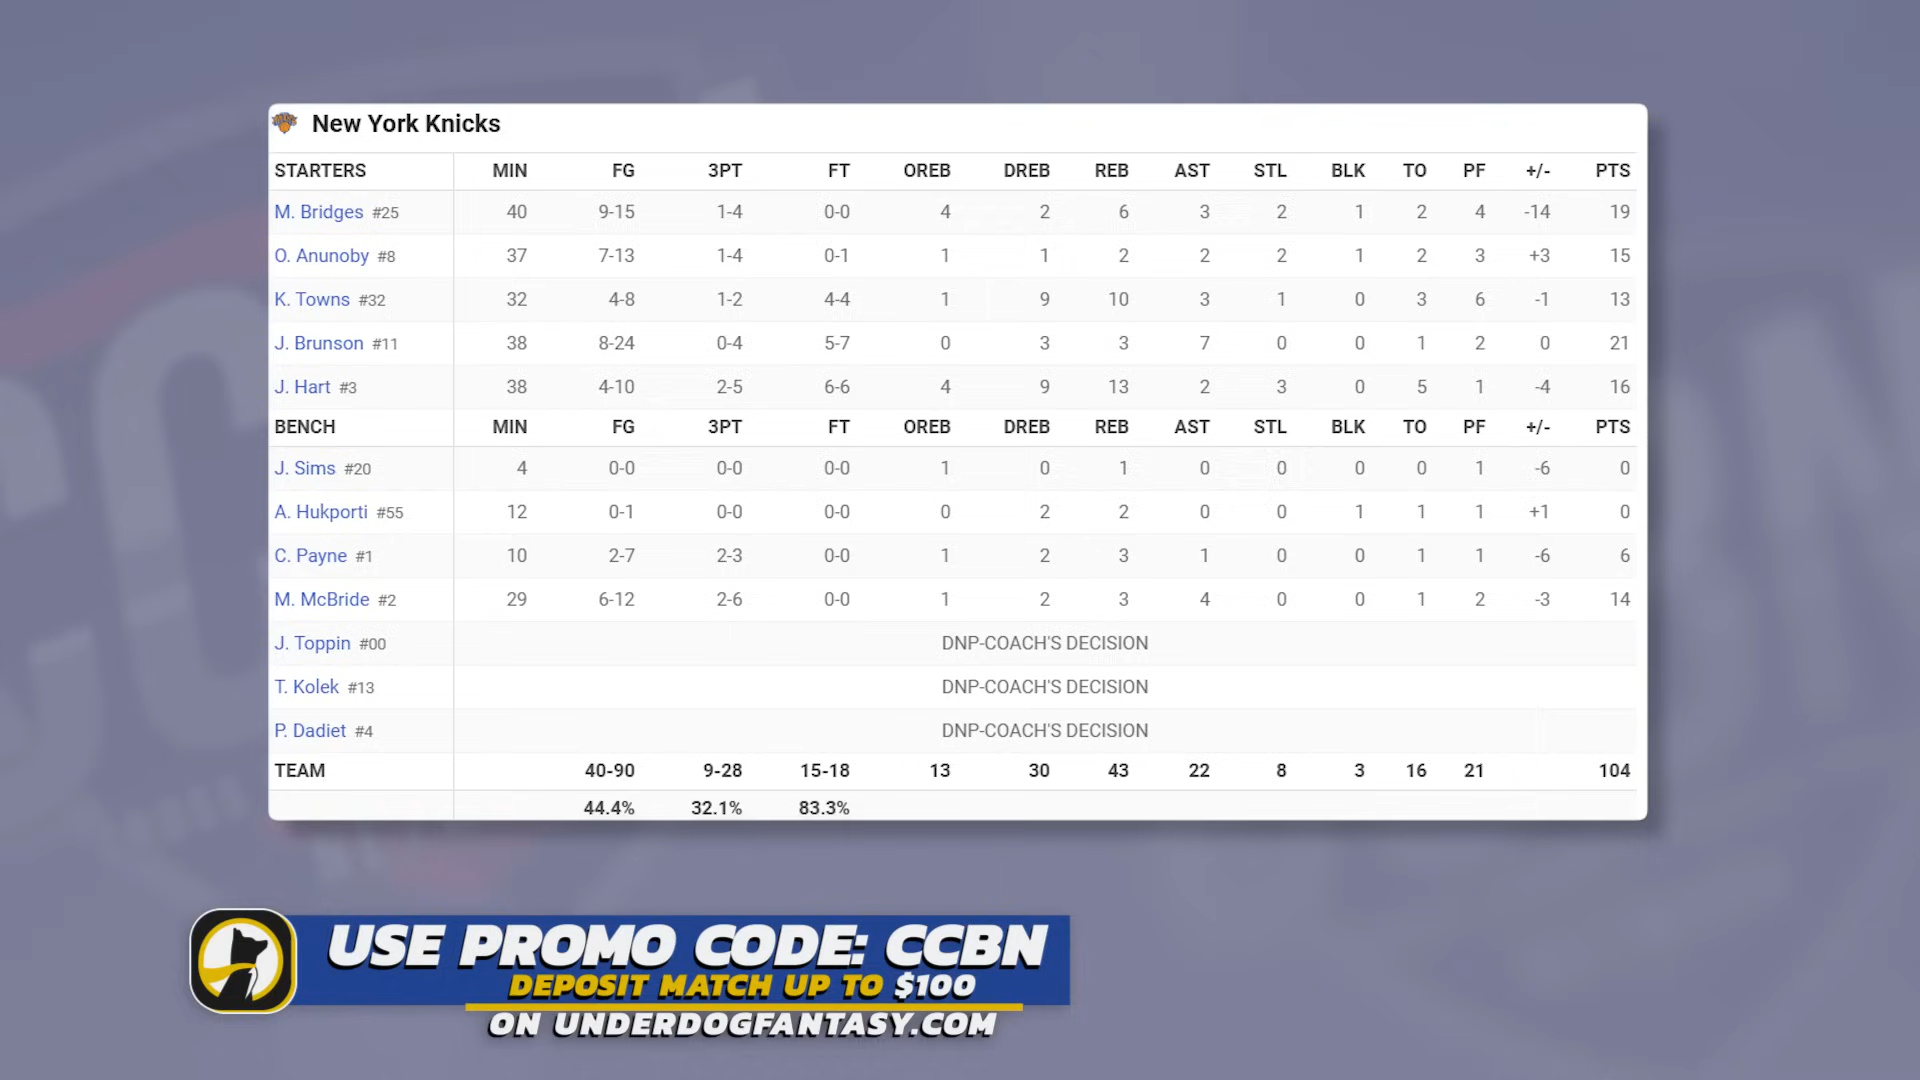 New York Knicks
STARTERS MIN FG 3PT FT OREB DREB REB AST STL BLK TO PF +/- PTS
M. Bridges #25 40 9-15 1-4 0-0 4 2 6 3 2 1 2 4 -14 19
O. Anunoby #8 37 7-13 1-4 0-1 1 1 2 2 2 1 2 3 +3 15
K. Towns #32 32 4-8 1-2 4-4 1 9 10 3 1 0 3 6 -1 13
J. Brunson #11 38 8-24 0-4 5-7 0 3 3 7 0 0 1 2 0 21
J. Hart #3 38 4-10 2-5 6-6 4 9 13 2 3 0 5 1 -4 16
BENCH MIN FG 3PT FT OREB DREB REB AST STL BLK TO PF +/- PTS
J. Sims #20 4 0-0 0-0 0-0 1 0 1 0 0 0 0 1 -6 0
A. Hukporti #55 12 0-1 0-0 0-0 0 2 2 0 0 1 1 1 +1 0
C. Payne #1 10 2-7 2-3 0-0 1 2 3 1 0 0 1 1 -6 6
M. McBride #2 29 6-12 2-6 0-0 1 2 3 4 0 0 1 2 -3 14
J. Toppin #00 DNP-COACH'S DECISION
T. Kolek #13 DNP-COACH'S DECISION
P. Dadiet #4 DNP-COACH'S DECISION
TEAM 40-90 9-28 15-18 13 30 43 22 8 3 16 21 104
44.4% 32.1% 83.3%
USE PROMO CODE: CCBN
DEPOSIT MATCH UP TO $100
ON UNDERDOGFANTASY.COM